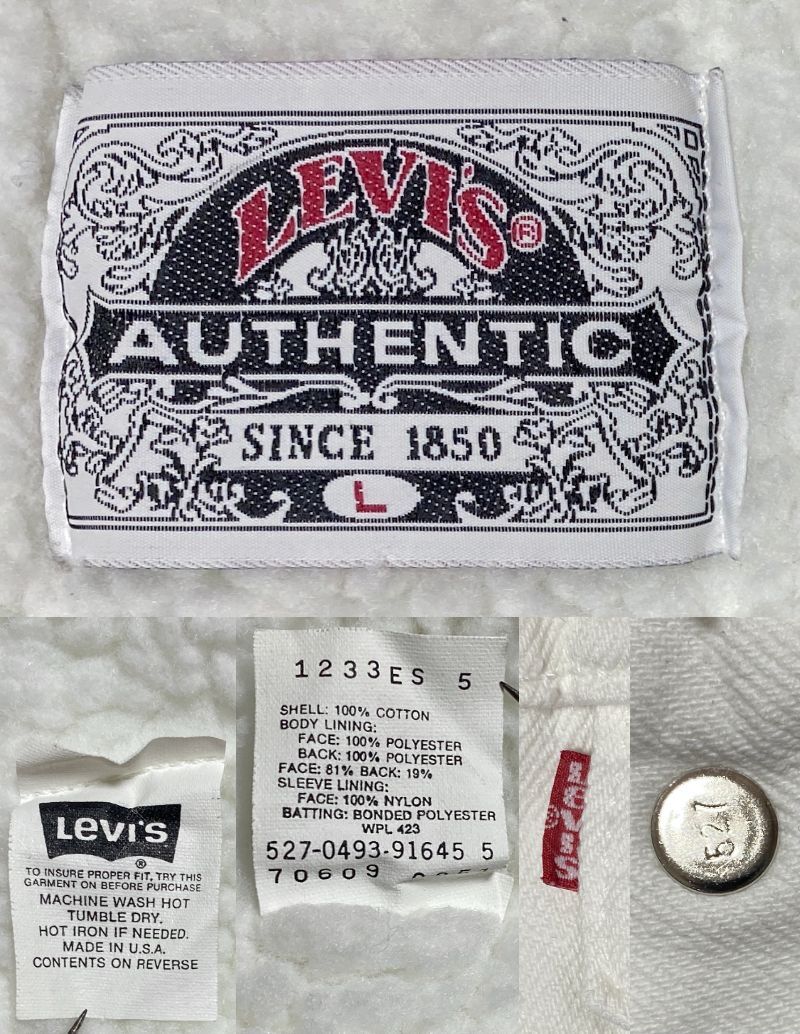 LEVI'S®
AUTHENTIC
SINCE 1850
L
Levi's
®
TO INSURE PROPER FIT, TRY THIS
GARMENT ON BEFORE PURCHASE
MACHINE WASH HOT
TUMBLE DRY.
HOT IRON IF NEEDED.
MADE IN U.S.A.
CONTENTS ON REVERSE
1233ES 5
SHELL: 100% COTTON
BODY LINING:
FACE: 100% POLYESTER
BACK: 100% POLYESTER
FACE: 81% BACK: 19%
SLEEVE LINING:
FACE: 100% NYLON
BATTING: BONDED POLYESTER
WPL 423
527-0493-91645 5
70609
LEVI'S
®
527